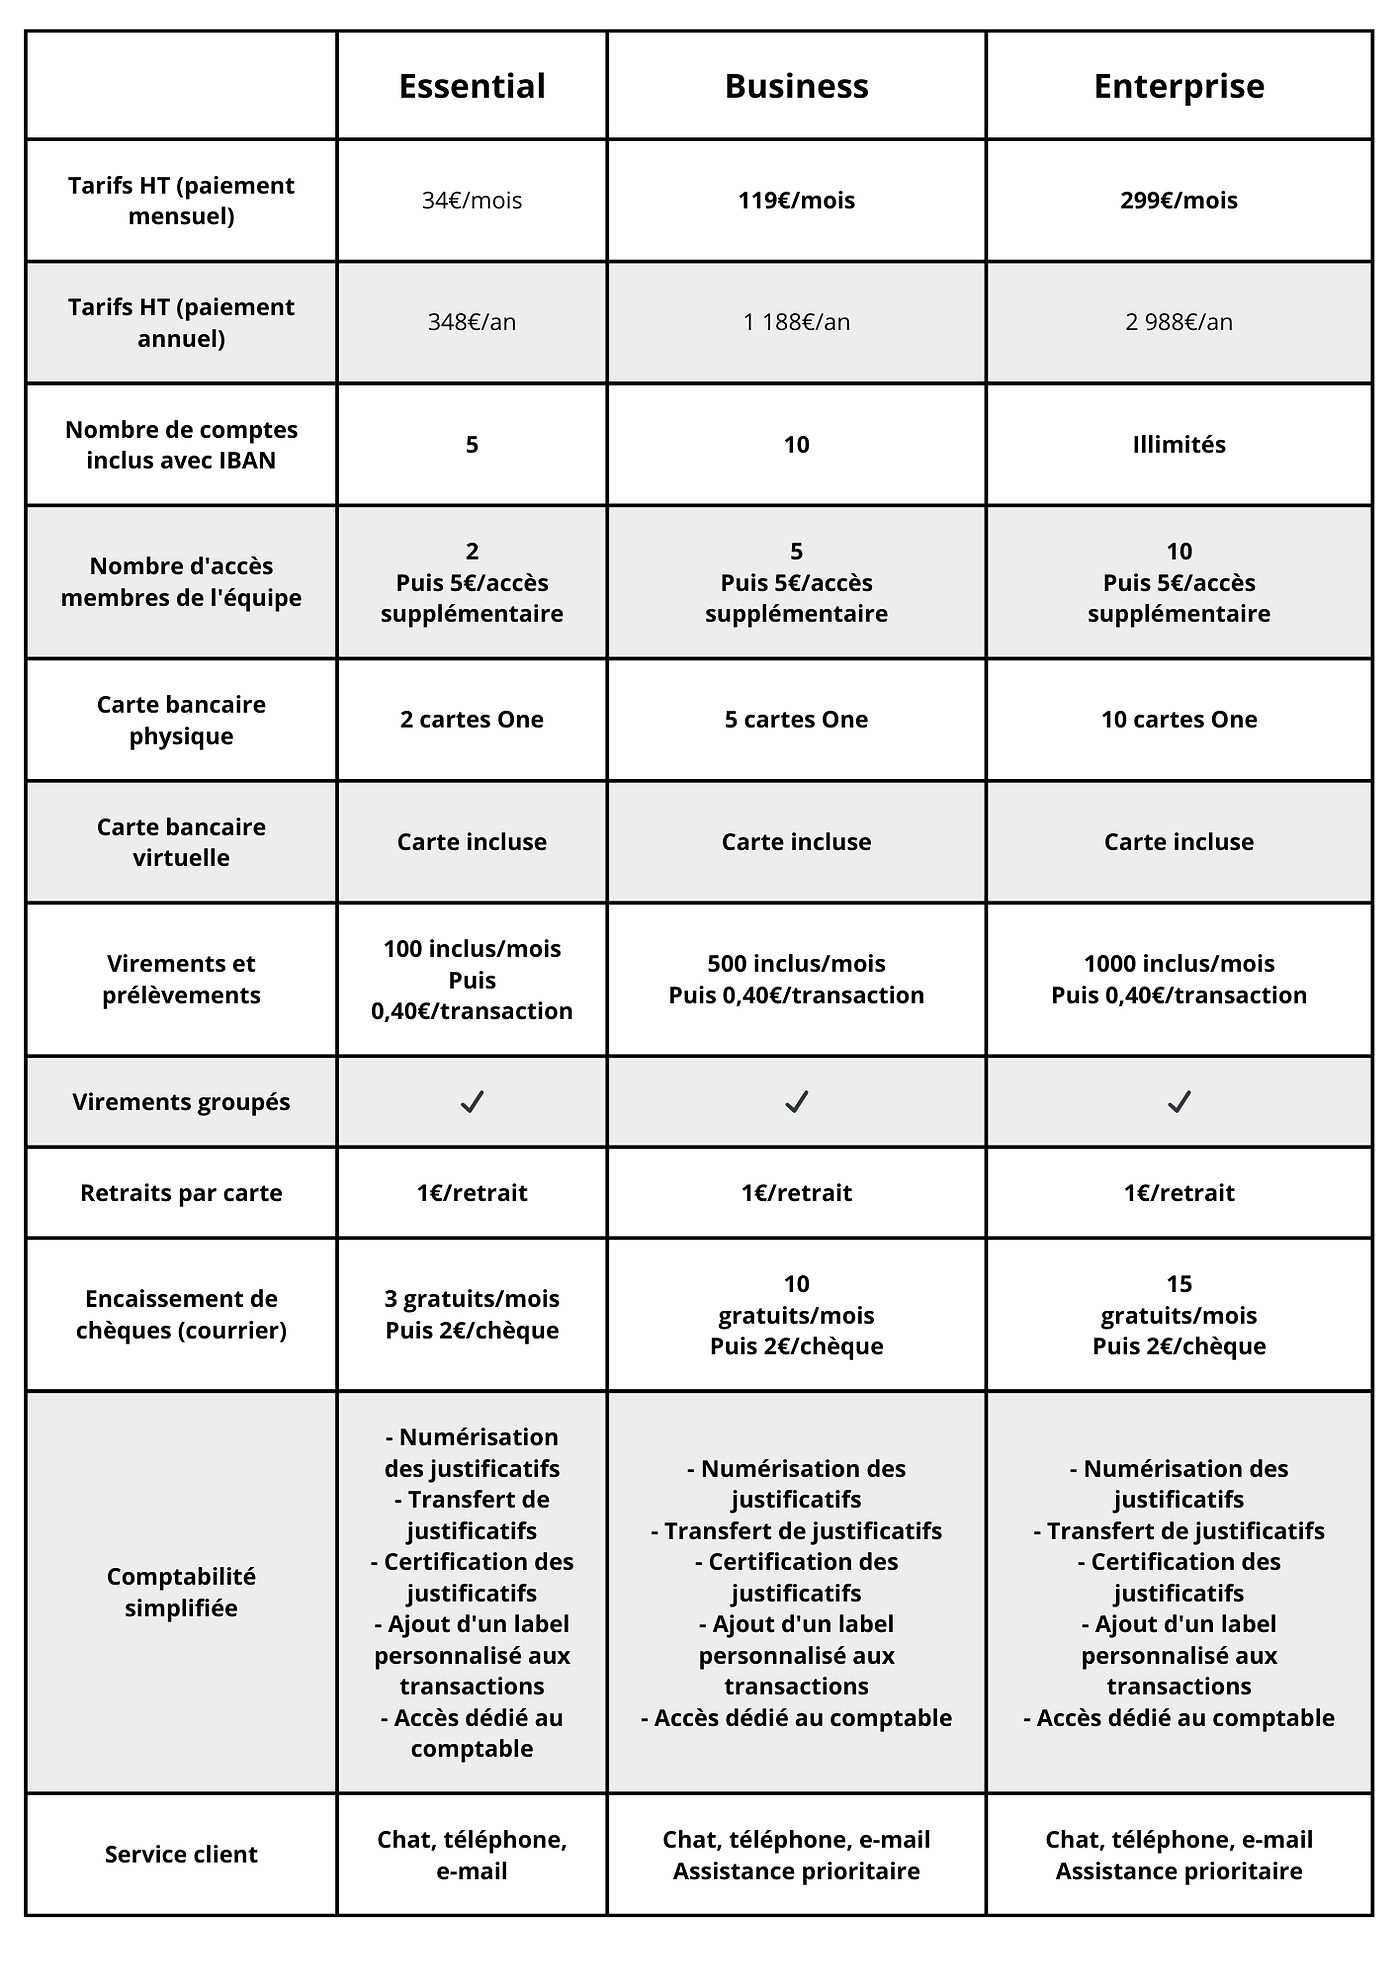 Essential
Business
Enterprise
Tarifs HT (paiement
mensuel)
34€/mois
119€/mois
299€/mois
Tarifs HT (paiement
annuel)
348€/an
1 188€/an
2 988€/an
Nombre de comptes
inclus avec IBAN
5
10
Illimités
Nombre d'accès
membres de l'équipe
2
Puis 5€/accès
supplémentaire
5
Puis 5€/accès
supplémentaire
10
Puis 5€/accès
supplémentaire
Carte bancaire
physique
2 cartes One
5 cartes One
10 cartes One
Carte bancaire
virtuelle
Carte incluse
Carte incluse
Carte incluse
Virements et
prélèvements
100 inclus/mois
Puis
0,40€/transaction
500 inclus/mois
Puis 0,40€/transaction
1000 inclus/mois
Puis 0,40€/transaction
Virements groupés
✓
✓
✓
Retraits par carte
1€/retrait
1€/retrait
1€/retrait
Encaissement de
chèques (courrier)
3 gratuits/mois
Puis 2€/chèque
10
gratuits/mois
Puis 2€/chèque
15
gratuits/mois
Puis 2€/chèque
Comptabilité
simplifiée
- Numérisation
des justificatifs
- Transfert de
justificatifs
- Certification des
justificatifs
- Ajout d'un label
personnalisé aux
transactions
- Accès dédié au
comptable
- Numérisation des
justificatifs
- Transfert de justificatifs
- Certification des
justificatifs
- Ajout d'un label
personnalisé aux
transactions
- Accès dédié au comptable
- Numérisation des
justificatifs
- Transfert de justificatifs
- Certification des
justificatifs
- Ajout d'un label
personnalisé aux
transactions
- Accès dédié au comptable
Service client
Chat, téléphone,
e-mail
Chat, téléphone, e-mail
Assistance prioritaire
Chat, téléphone, e-mail
Assistance prioritaire